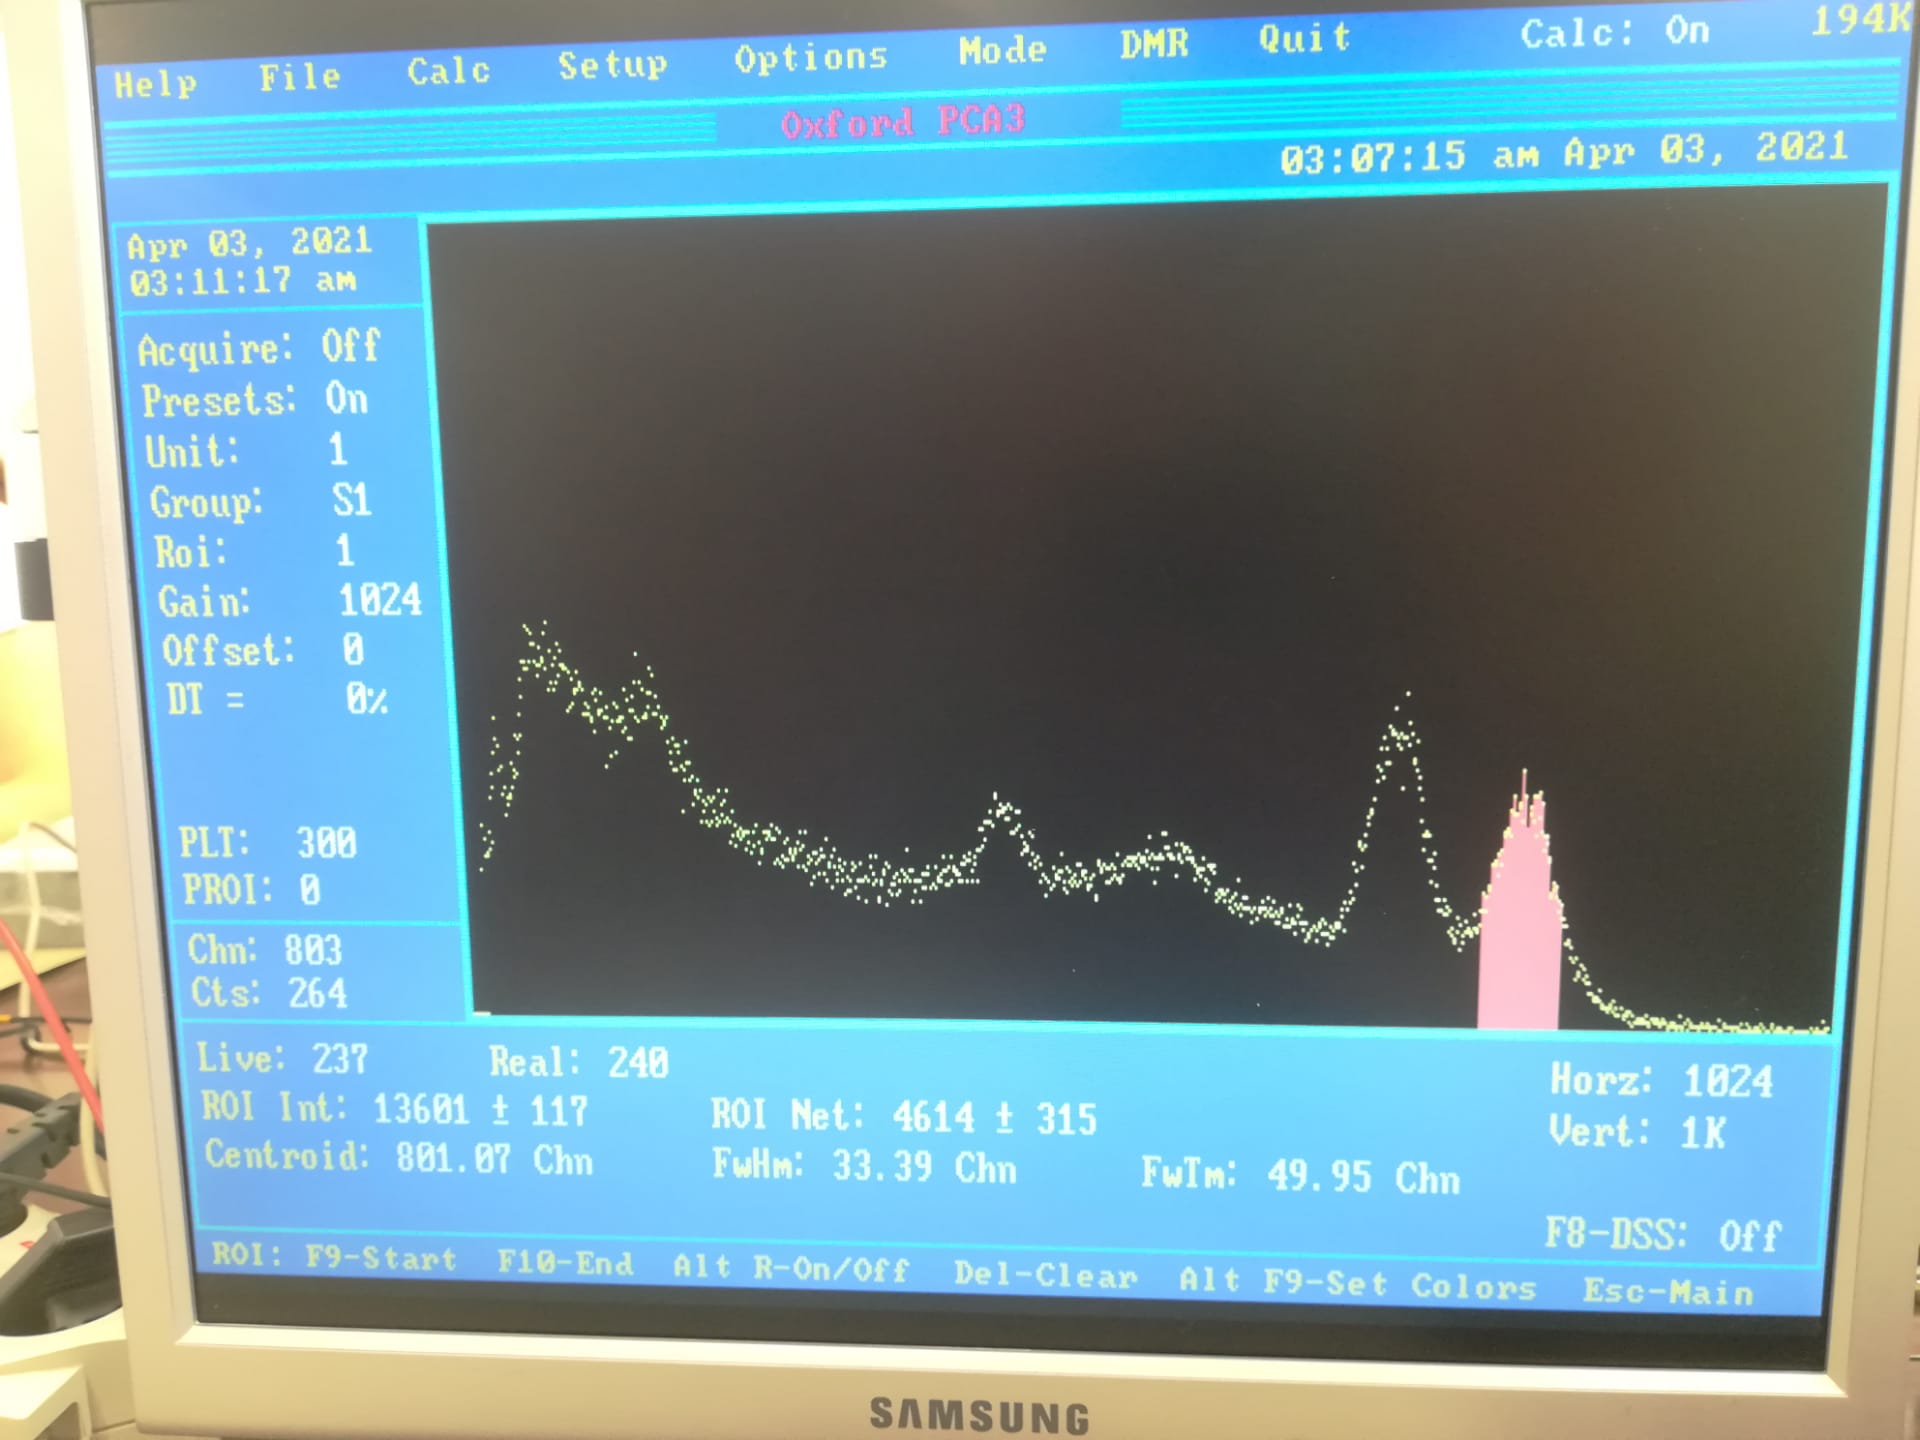 Help File Calc Setup Options Mode DMR Quit Calc: On 194K
Oxford PCA3
03:07:15 am Apr 03, 2021
Apr 03, 2021
03:11:17 am
Acquire: Off
Presets: On
Unit: 1
Group: S1
Roi: 1
Gain: 1024
Offset: 0
DT = 0%
PLT: 300
PROI: 0
Chn: 803
Cts: 264
Live: 237 Real: 240 Horz: 1024
ROI Int: 13601 ± 117 ROI Net: 4614 ± 315 Vert: 1K
Centroid: 801.07 Chn FwHm: 33.39 Chn FwTm: 49.95 Chn
F8-DSS: Off
ROI: F9-Start F10-End Alt R-On/Off Del-Clear Alt F9-Set Colors Esc-Main
SAMSUNG